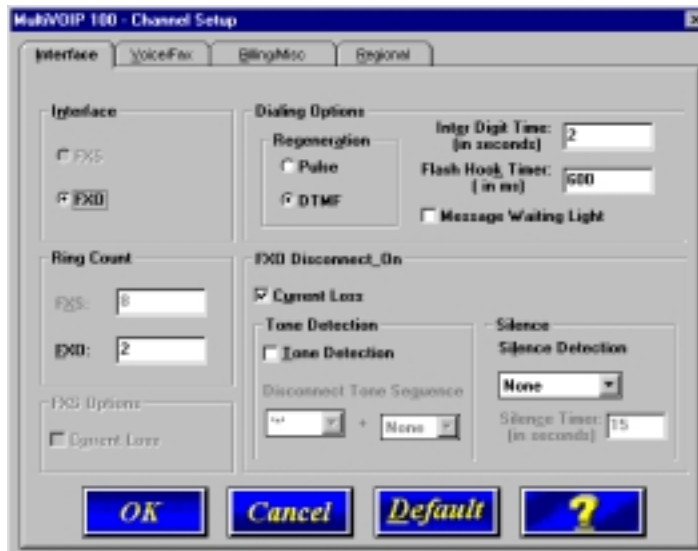 MultiVOIP 100 - Channel Setup
Interface
Voice/Fax
Billing/Misc
Regional
Interface
FXS
FXO
Dialing Options
Regeneration
Pulse
DTMF
Inter Digit Time:
(in seconds)
2
Flash Hook Timer:
( in ms)
600
Message Waiting Light
Ring Count
FXS:
8
FXO:
2
FXS Options
Current Loss
FXO Disconnect_On
Current Loss
Tone Detection
Tone Detection
Disconnect Tone Sequence
+
None
Silence
Silence Detection
None
Silence Timer:
(in seconds)
15
OK
Cancel
Default
?